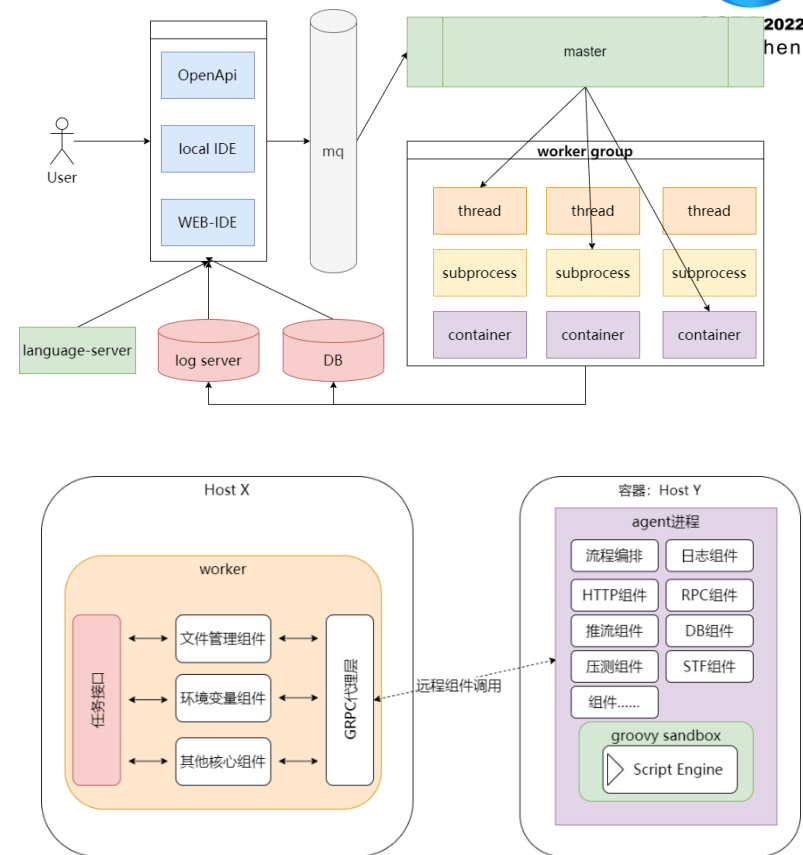 2022
hen
OpenApi
local IDE
WEB-IDE
User
mq
master
worker group
thread
thread
thread
subprocess
subprocess
subprocess
container
container
container
language-server
log server
DB
Host X
worker
任务接口
文件管理组件
环境变量组件
其他核心组件
GRPC代理层
远程组件调用
容器：Host Y
agent进程
流程编排
日志组件
HTTP组件
RPC组件
推流组件
DB组件
压测组件
STF组件
组件......
groovy sandbox
Script Engine